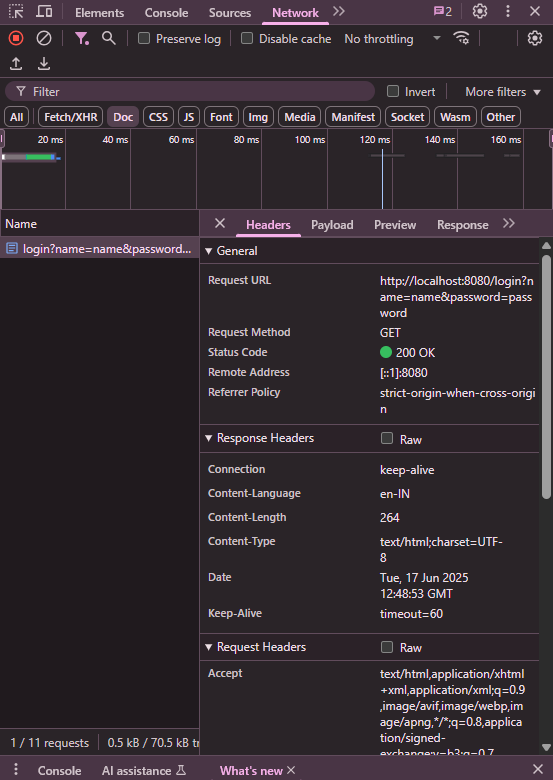 Elements Console Sources Network 2
Preserve log Disable cache No throttling
Filter Invert More filters
All Fetch/XHR Doc CSS JS Font Img Media Manifest Socket Wasm Other
20 ms 40 ms 60 ms 80 ms 100 ms 120 ms 140 ms 160 ms
Name Headers Payload Preview Response
login?name=name&password...
General
Request URL http://localhost:8080/login?n
ame=name&password=pass
word
Request Method GET
Status Code 200 OK
Remote Address [::1]:8080
Referrer Policy strict-origin-when-cross-origi
n
Response Headers Raw
Connection keep-alive
Content-Language en-IN
Content-Length 264
Content-Type text/html;charset=UTF-
8
Date Tue, 17 Jun 2025
12:48:53 GMT
Keep-Alive timeout=60
Request Headers Raw
Accept text/html,application/xhtml
+xml,application/xml;q=0.9
,image/avif,image/webp,im
age/apng,*/*;q=0.8,applica
tion/signed-
exchange;v=b3;q=0.7
1 / 11 requests 0.5 kB / 70.5 kB tr
Console AI assistance What's new